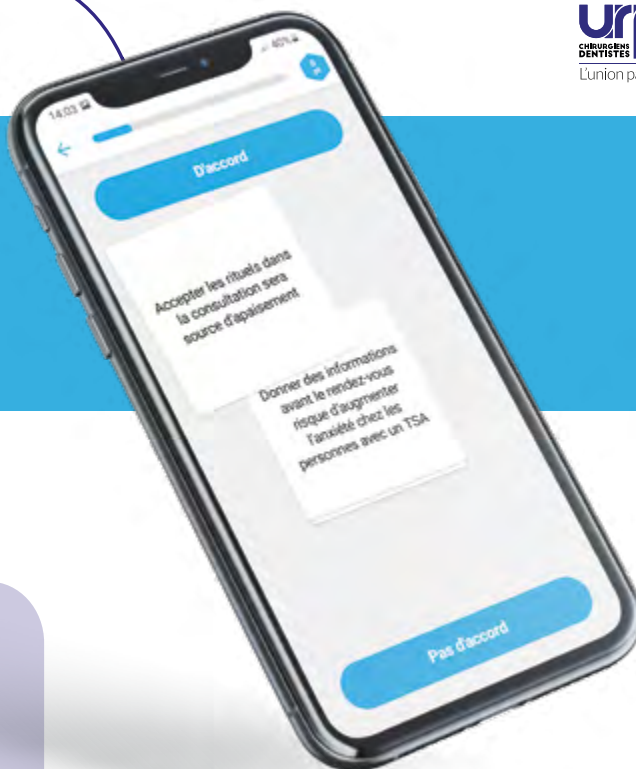 CHIRURGIENS
DENTISTES
14:03
40%
D'accord
Accepter les rituels dans
la consultation sera
source d'apaisement
Donner des informations
avant le rendez-vous
risque d'augmenter
l'anxiété chez les
personnes avec un TSA
Pas d'accord